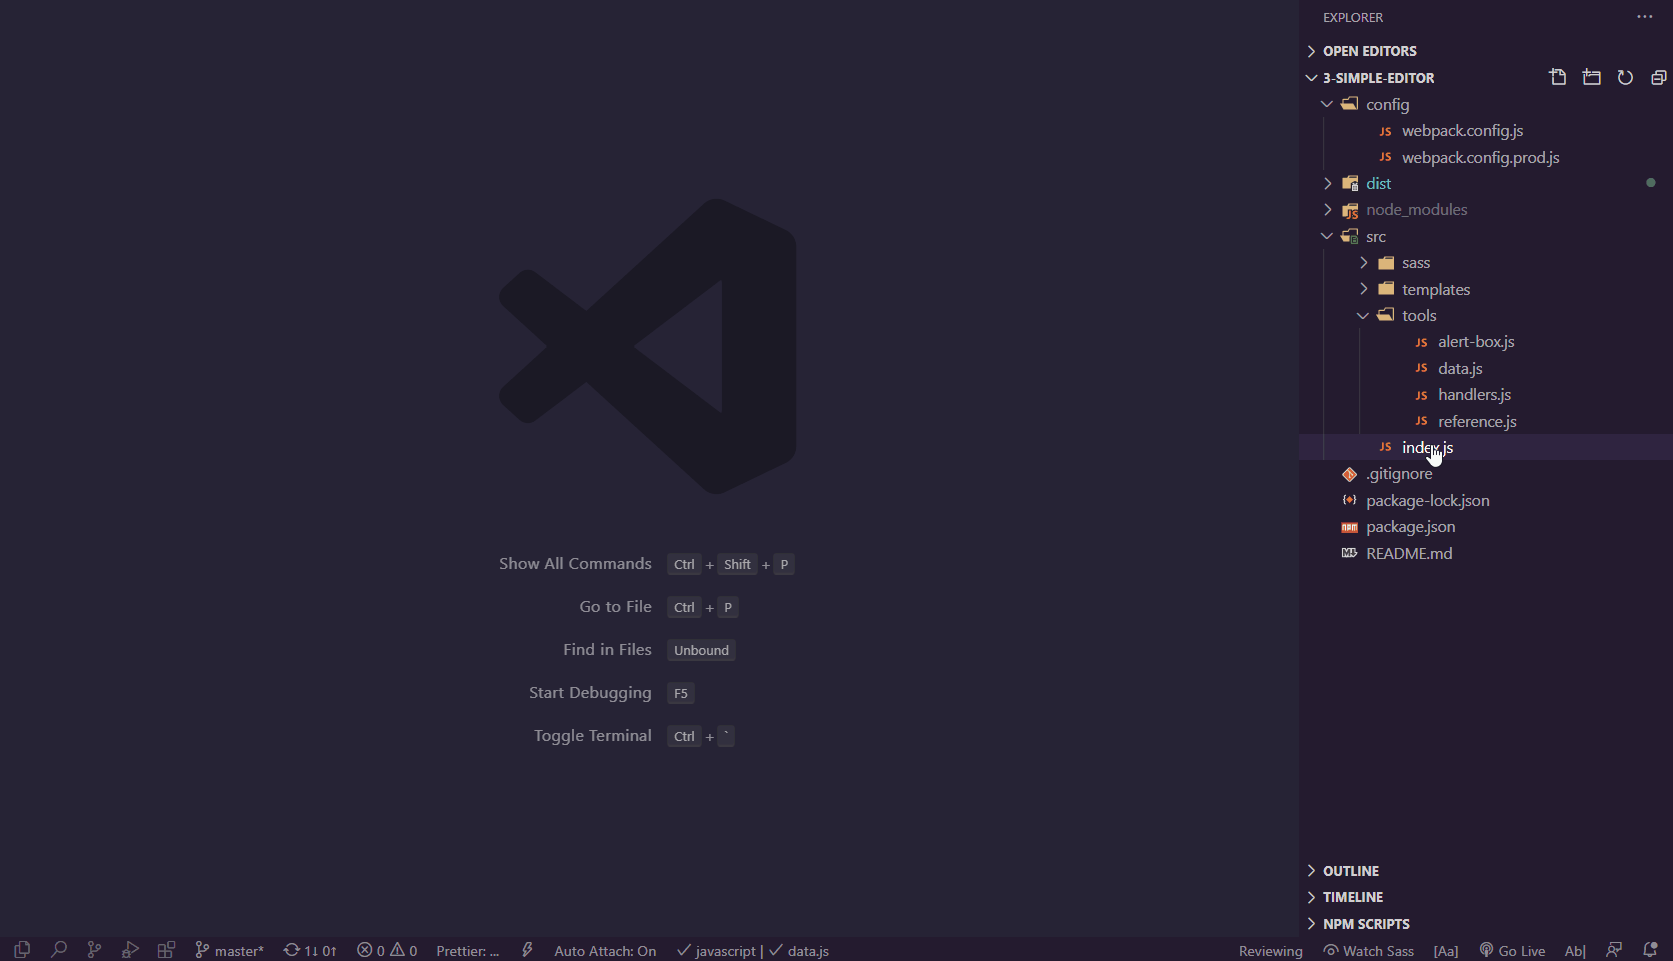 EXPLORER
OPEN EDITORS
3-SIMPLE-EDITOR
config
JS webpack.config.js
JS webpack.config.prod.js
dist
JS node_modules
src
sass
templates
tools
JS alert-box.js
JS data.js
JS handlers.js
JS reference.js
JS index.js
.gitignore
package-lock.json
npm package.json
README.md
Show All Commands Ctrl + Shift + P
Go to File Ctrl + P
Find in Files Unbound
Start Debugging F5
Toggle Terminal Ctrl + `
OUTLINE
TIMELINE
NPM SCRIPTS
master* 1↓ 0↑ 0 0 Prettier: ... Auto Attach: On ✓ javascript | ✓ data.js Reviewing Watch Sass [Aa] Go Live Ab|